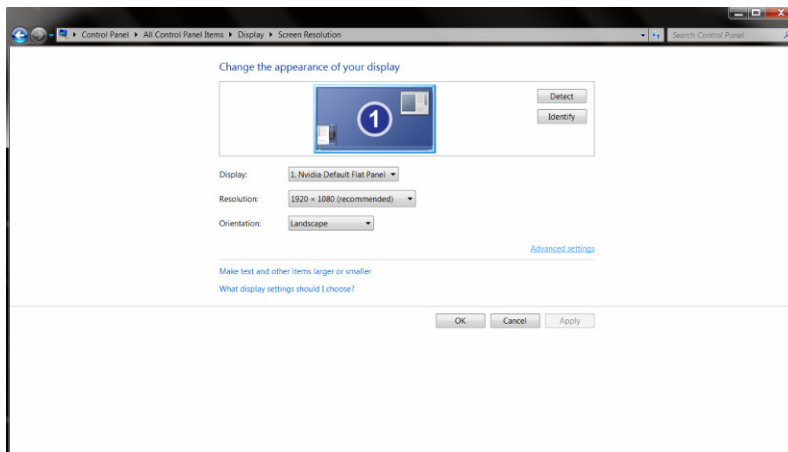 Control Panel ▸ All Control Panel Items ▸ Display ▸ Screen Resolution
Search Control Panel
Change the appearance of your display
1
Detect
Identify
Display: 1. Nvidia Default Flat Panel
Resolution: 1920 × 1080 (recommended)
Orientation: Landscape
Advanced settings
Make text and other items larger or smaller
What display settings should I choose?
OK Cancel Apply